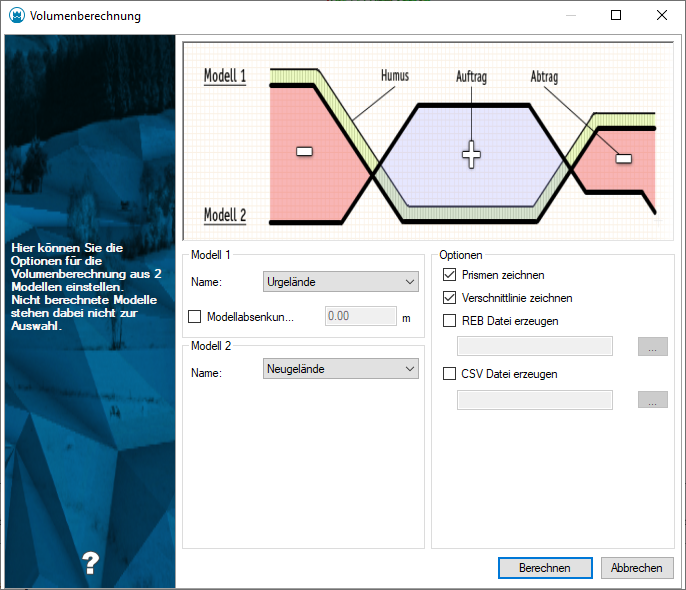 Volumenberechnung
Modell 1
Humus
Auftrag
Abtrag
Modell 2
Hier können Sie die
Optionen für die
Volumenberechnung aus 2
Modellen einstellen.
Nicht berechnete Modelle
stehen dabei nicht zur
Auswahl.
?
Modell 1
Name:
Urgelände
Modellabsenkun...
0.00
m
Modell 2
Name:
Neugelände
Optionen
Prismen zeichnen
Verschnittlinie zeichnen
REB Datei erzeugen
...
CSV Datei erzeugen
...
Berechnen
Abbrechen